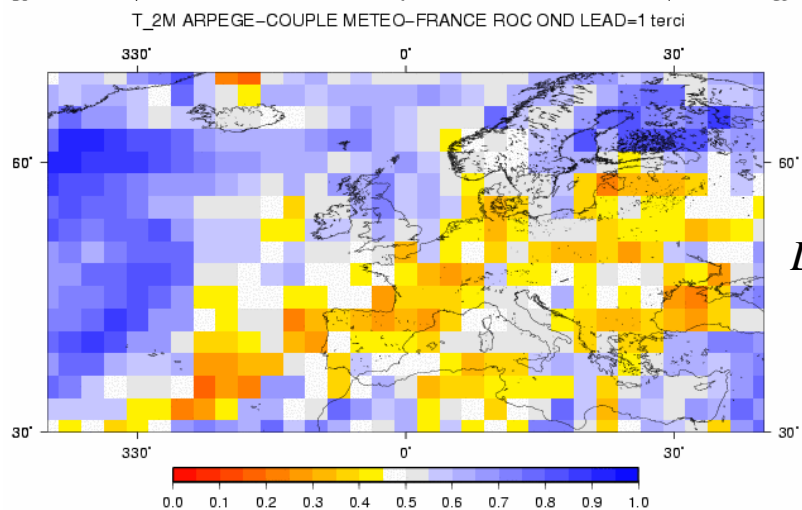 T_2M ARPEGE−COUPLE METEO−FRANCE ROC OND LEAD=1 terci
330˚ 0˚ 30˚
60˚ 60˚
30˚ 30˚
330˚ 0˚ 30˚
0.0 0.1 0.2 0.3 0.4 0.5 0.6 0.7 0.8 0.9 1.0